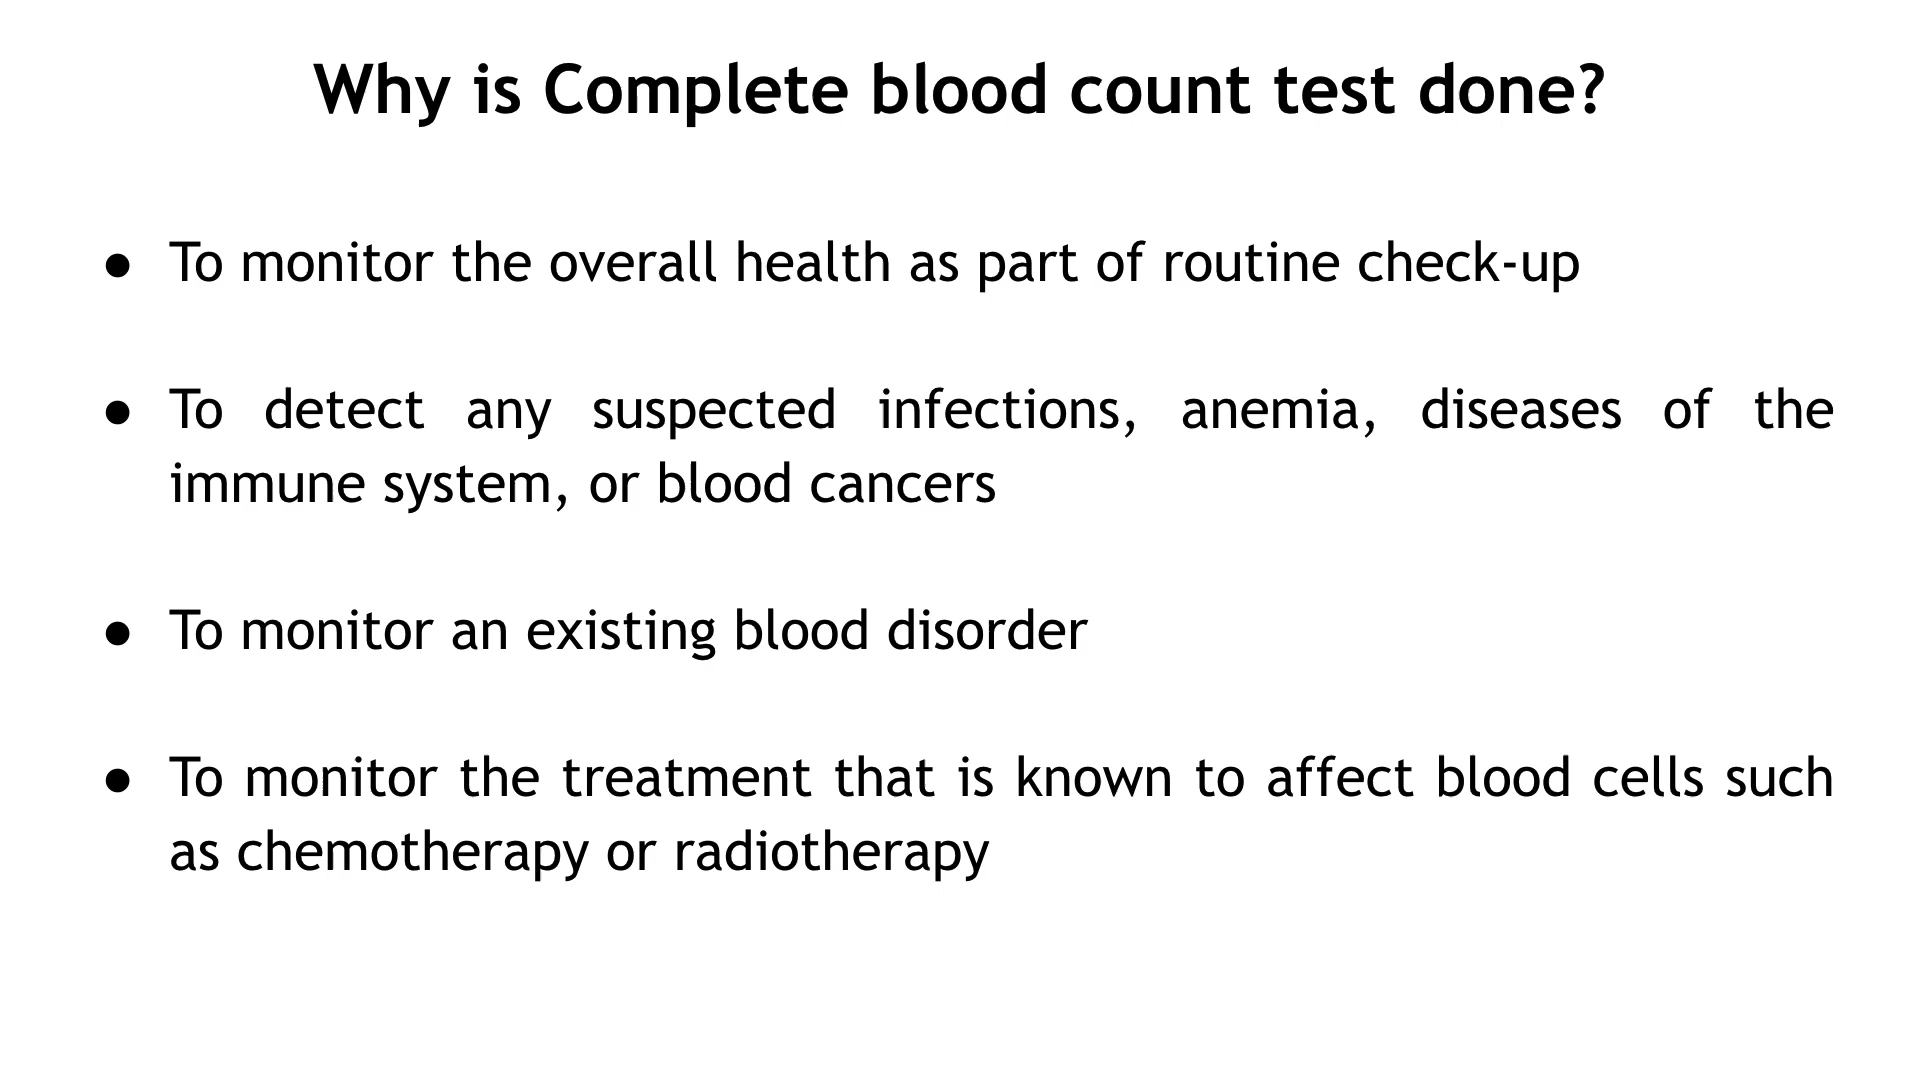 Why is Complete blood count test done?
● To monitor the overall health as part of routine check-up
● To detect any suspected infections, anemia, diseases of the
immune system, or blood cancers
● To monitor an existing blood disorder
● To monitor the treatment that is known to affect blood cells such
as chemotherapy or radiotherapy